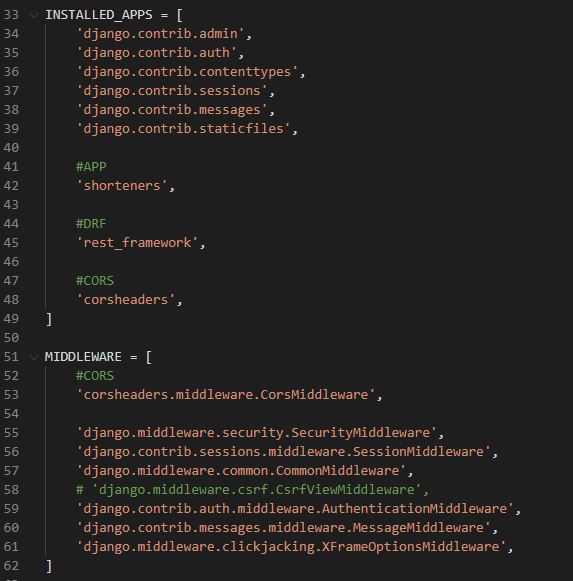 33 INSTALLED_APPS = [
34     'django.contrib.admin',
35     'django.contrib.auth',
36     'django.contrib.contenttypes',
37     'django.contrib.sessions',
38     'django.contrib.messages',
39     'django.contrib.staticfiles',
40
41     #APP
42     'shorteners',
43
44     #DRF
45     'rest_framework',
46
47     #CORS
48     'corsheaders',
49 ]
50
51 MIDDLEWARE = [
52     #CORS
53     'corsheaders.middleware.CorsMiddleware',
54
55     'django.middleware.security.SecurityMiddleware',
56     'django.contrib.sessions.middleware.SessionMiddleware',
57     'django.middleware.common.CommonMiddleware',
58     # 'django.middleware.csrf.CsrfViewMiddleware',
59     'django.contrib.auth.middleware.AuthenticationMiddleware',
60     'django.contrib.messages.middleware.MessageMiddleware',
61     'django.middleware.clickjacking.XFrameOptionsMiddleware',
62 ]